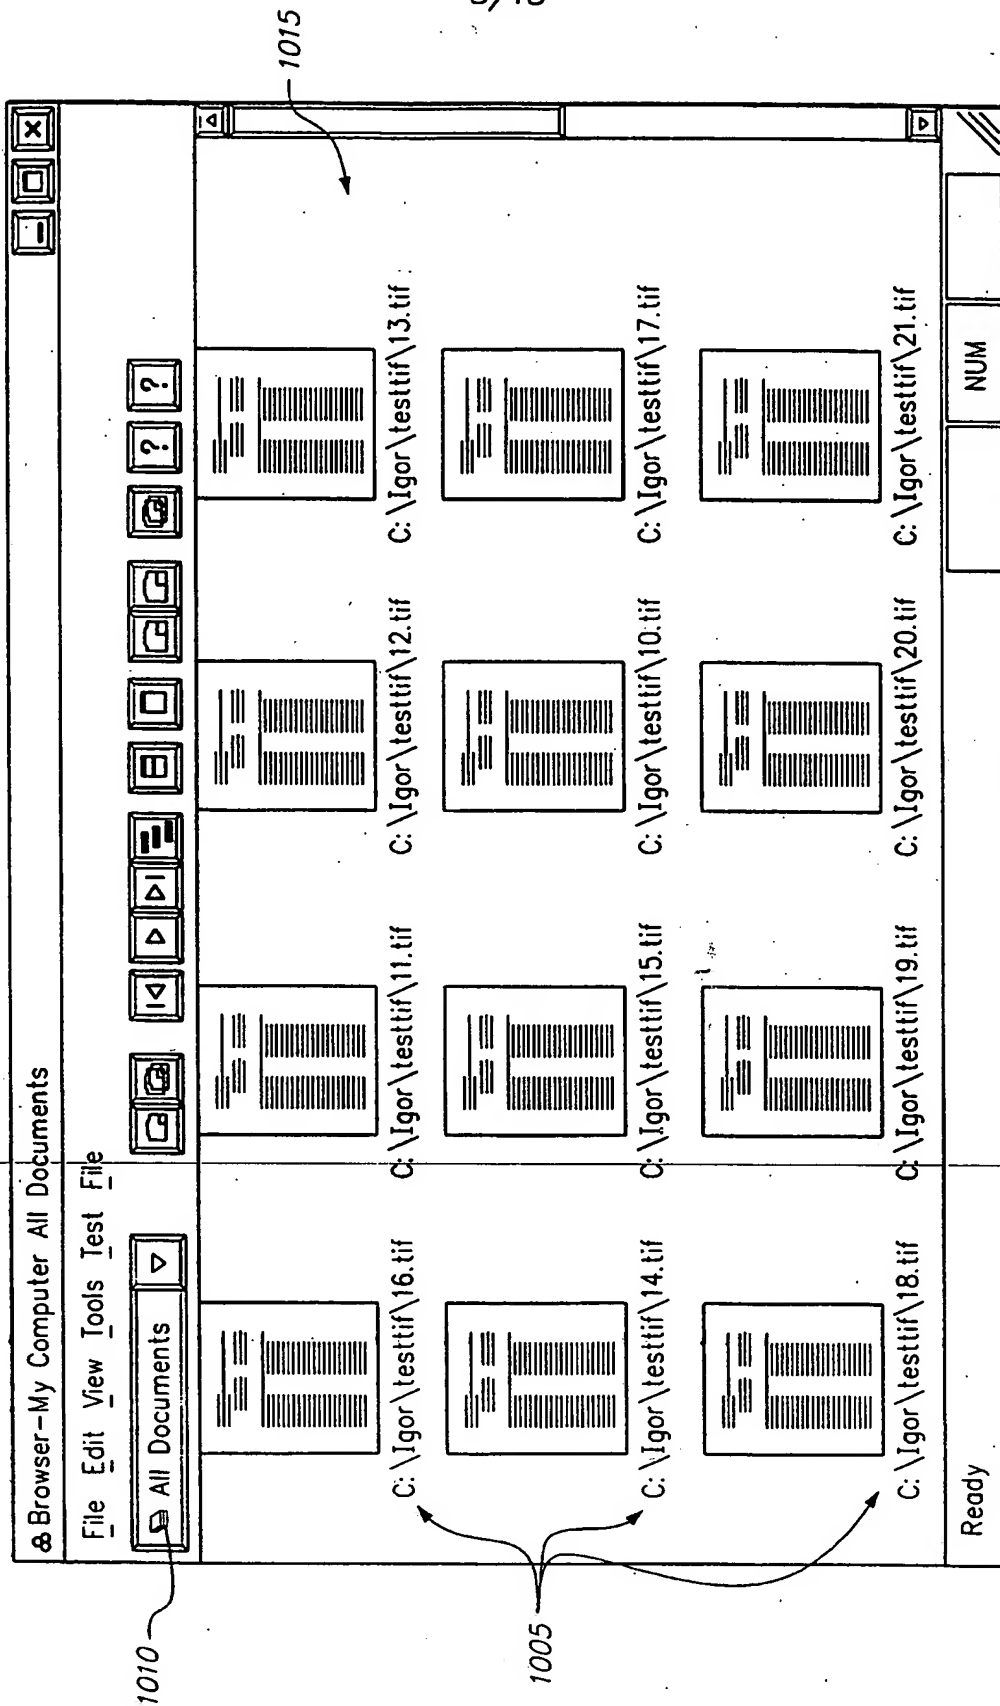 1015
Browser-My Computer All Documents
File Edit View Tools Test File
All Documents
? ?
1010
C:\Igor\testtif\16.tif C:\Igor\testtif\11.tif C:\Igor\testtif\12.tif C:\Igor\testtif\13.tif
C:\Igor\testtif\14.tif C:\Igor\testtif\15.tif C:\Igor\testtif\10.tif C:\Igor\testtif\17.tif
1005
C:\Igor\testtif\18.tif C:\Igor\testtif\19.tif C:\Igor\testtif\20.tif C:\Igor\testtif\21.tif
Ready NUM